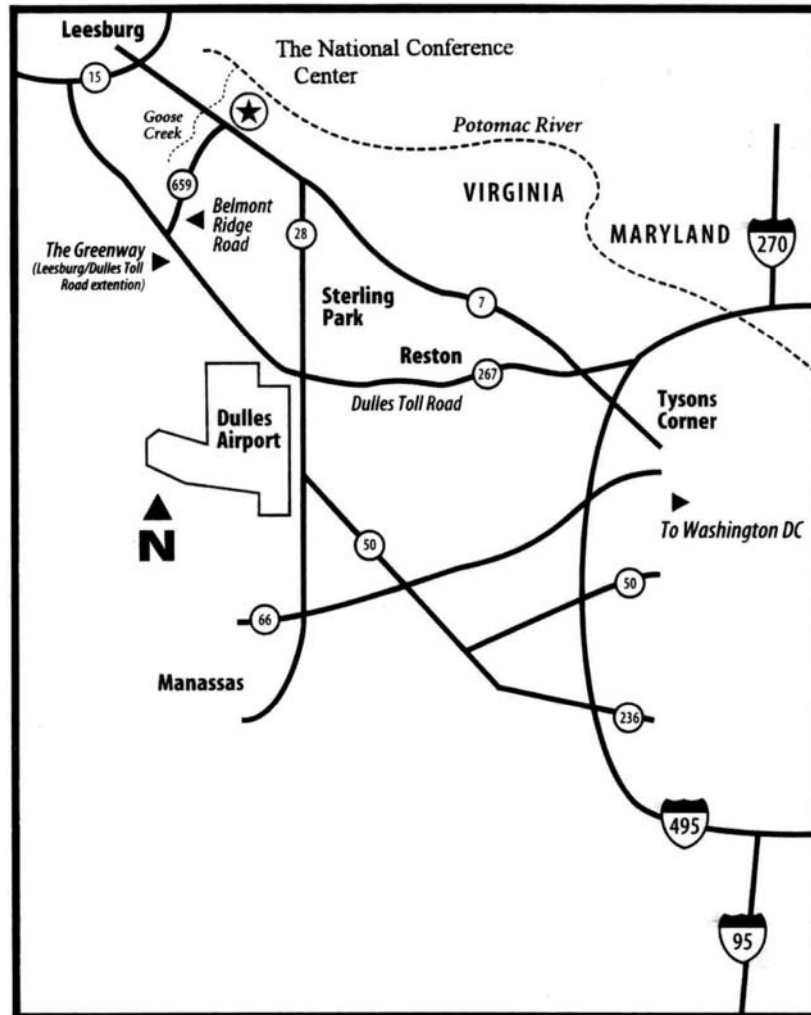 Leesburg
The National Conference
Center
15
Goose
Creek
Potomac River
659
Belmont
Ridge
Road
VIRGINIA
MARYLAND
270
28
The Greenway
(Leesburg/Dulles Toll
Road extention)
Sterling
Park
7
Reston
267
Dulles Toll Road
Tysons
Corner
Dulles
Airport
N
To Washington DC
50
50
66
Manassas
236
495
95